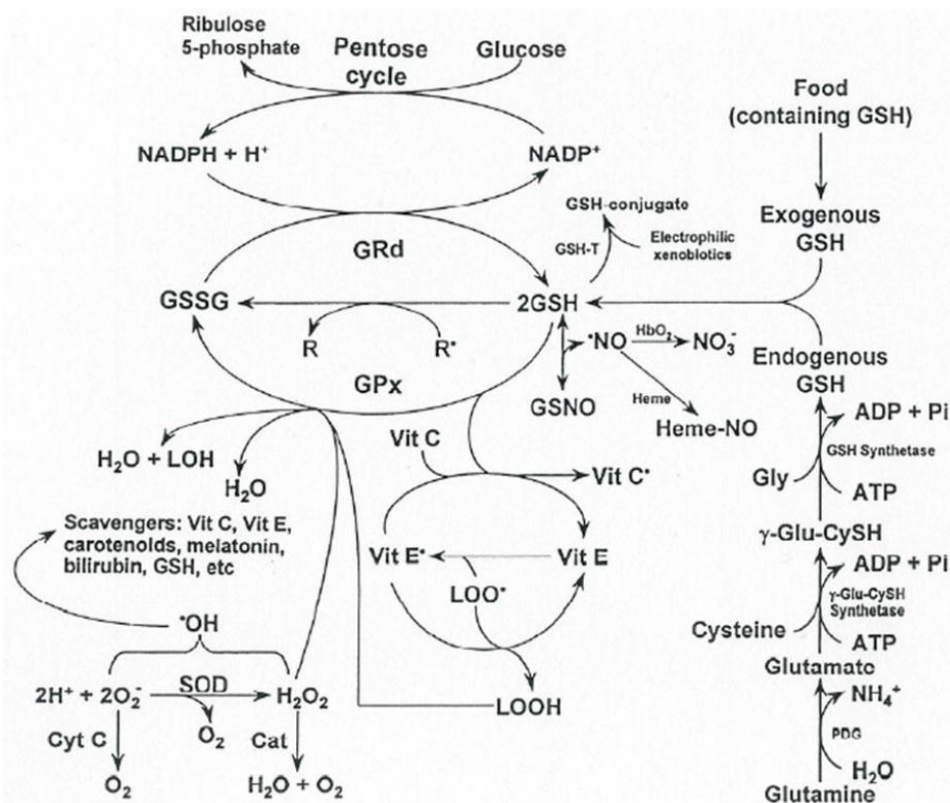 Ribulose
5-phosphate
Pentose
cycle
Glucose
NADPH + H⁺
NADP⁺
Food
(containing GSH)
GSH-conjugate
GSH-T
Electrophilic
xenobiotics
Exogenous
GSH
GRd
GSSG
2GSH
R
R•
•NO
HbO₂
NO₃⁻
GPx
GSNO
Heme
Heme-NO
Endogenous
GSH
ADP + Pi
GSH Synthetase
Gly
ATP
H₂O + LOH
H₂O
Vit C
Vit C•
γ-Glu-CySH
Scavengers: Vit C, Vit E,
carotenoids, melatonin,
bilirubin, GSH, etc
Vit E•
Vit E
LOO•
ADP + Pi
γ-Glu-CySH
Synthetase
Cysteine
ATP
•OH
Glutamate
2H⁺ + 2O₂⁻
SOD
H₂O₂
O₂
LOOH
NH₄⁺
PDG
Cyt C
Cat
H₂O
O₂
H₂O + O₂
Glutamine